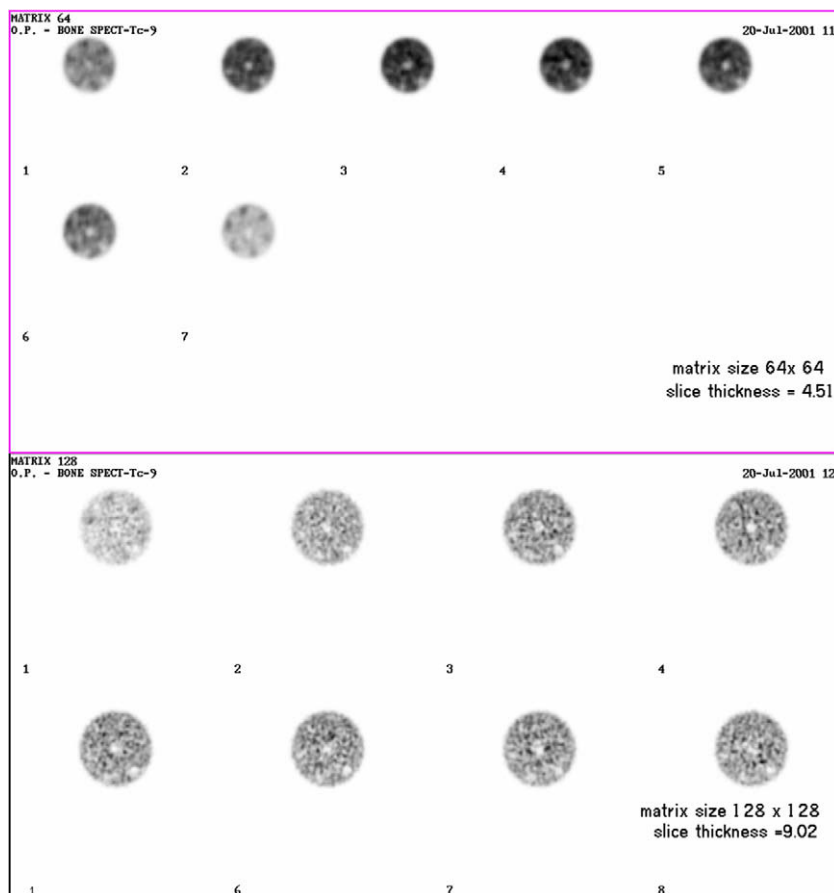 MATRIX 64
O.P. - BONE SPECT-Tc-9 20-Jul-2001 11
1 2 3 4 5
6 7
matrix size 64x 64
slice thickness = 4.51
MATRIX 128
O.P. - BONE SPECT-Tc-9 20-Jul-2001 12
1 2 3 4
matrix size 128 x 128
slice thickness =9.02
1 6 7 8